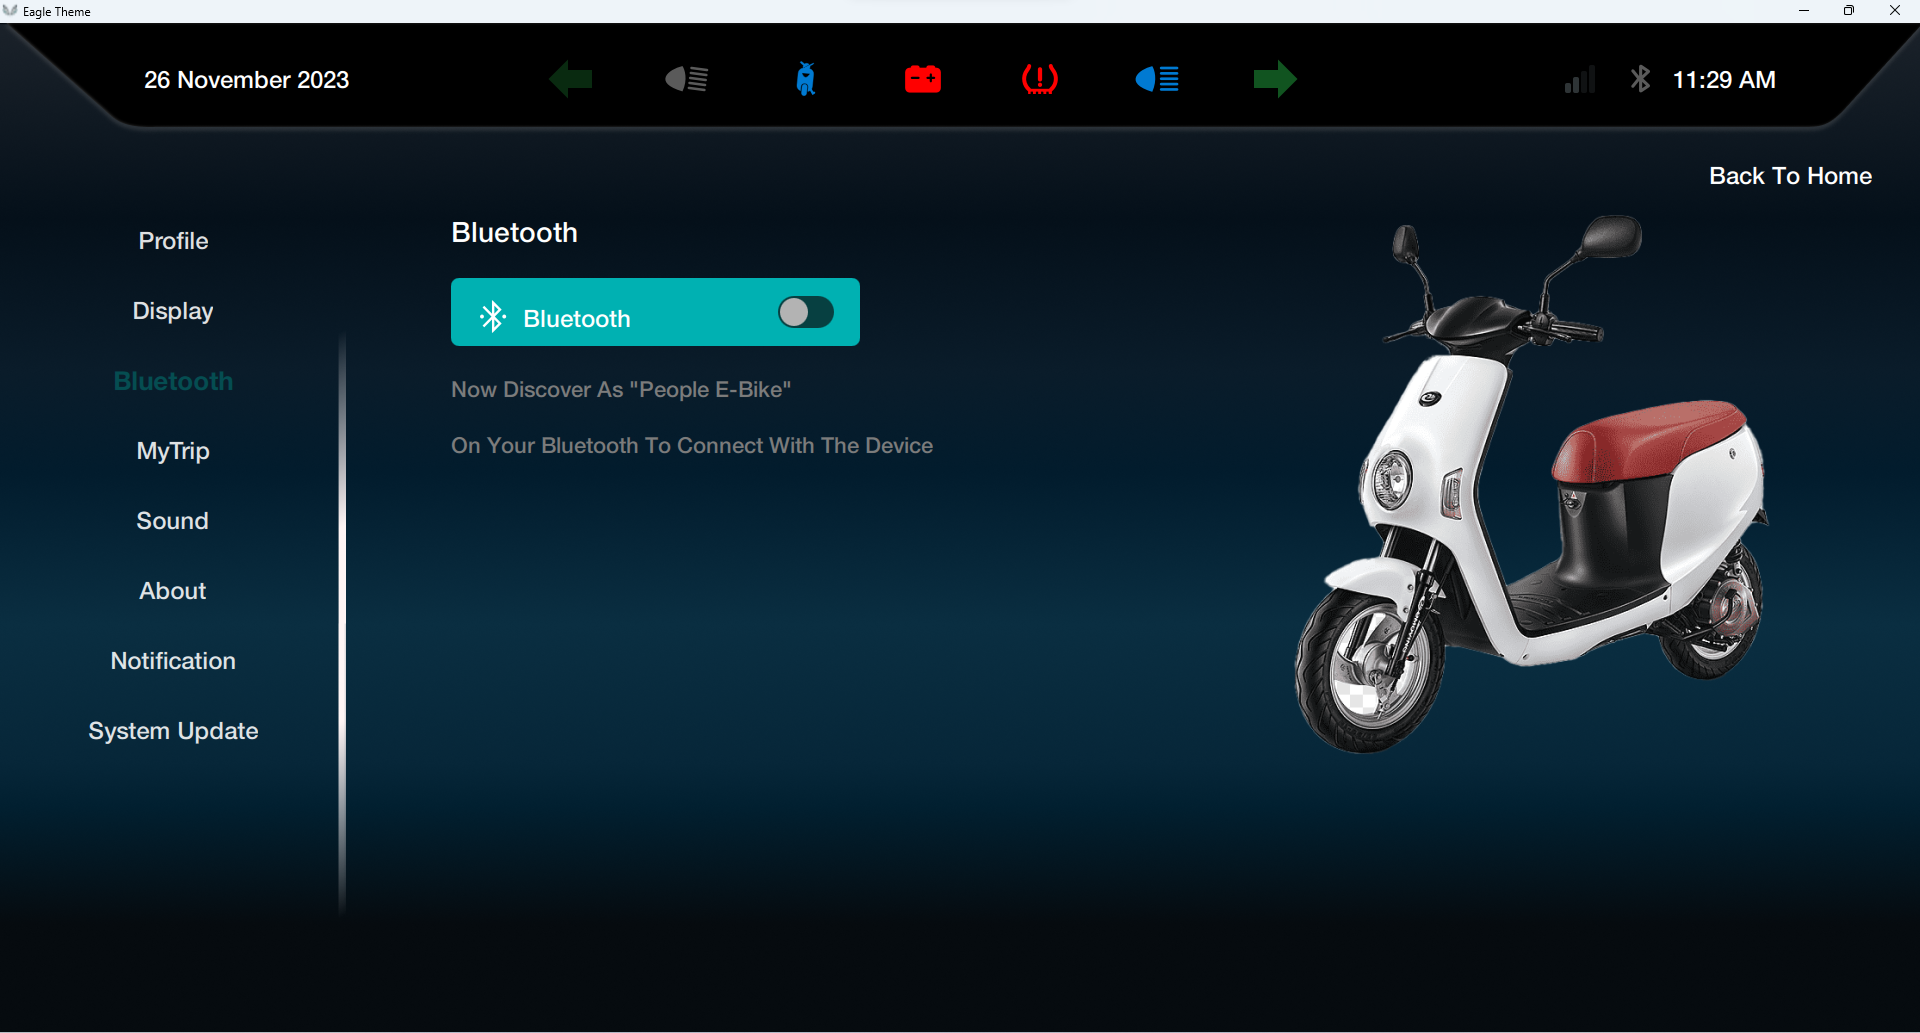 Eagle Theme
26 November 2023
11:29 AM
Back To Home
Profile
Display
Bluetooth
MyTrip
Sound
About
Notification
System Update
Bluetooth
Bluetooth
Now Discover As "People E-Bike"
On Your Bluetooth To Connect With The Device